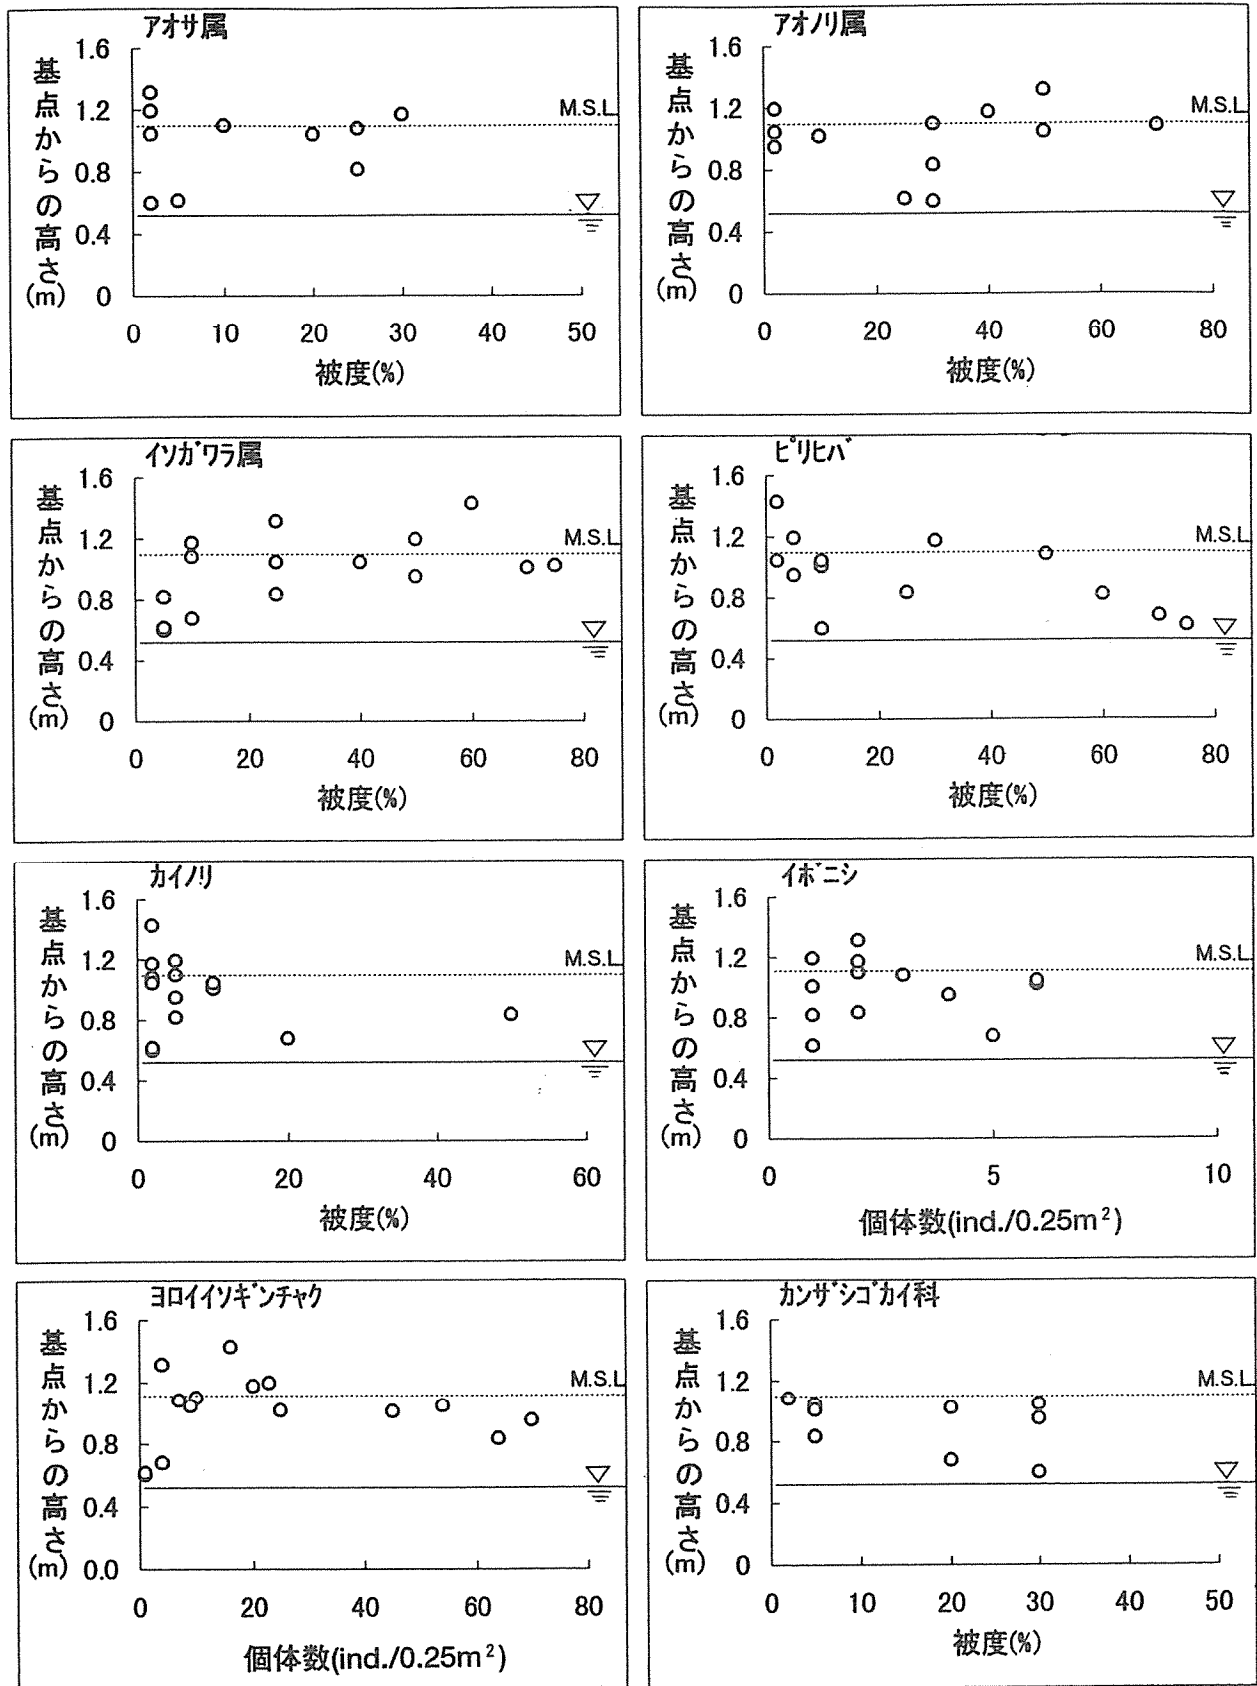 アオサ属
基点からの高さ(m)
1.6
1.2
0.8
0.4
0
M.S.L.
0 10 20 30 40 50
被度(%)
アオノリ属
基点からの高さ(m)
1.6
1.2
0.8
0.4
0
M.S.L.
0 20 40 60 80
被度(%)
イソガワラ属
基点からの高さ(m)
1.6
1.2
0.8
0.4
0
M.S.L.
0 20 40 60 80
被度(%)
ピリヒバ
基点からの高さ(m)
1.6
1.2
0.8
0.4
0
M.S.L.
0 20 40 60 80
被度(%)
カイノリ
基点からの高さ(m)
1.6
1.2
0.8
0.4
0
M.S.L.
0 20 40 60
被度(%)
イボニシ
基点からの高さ(m)
1.6
1.2
0.8
0.4
0
M.S.L.
0 5 10
個体数(ind./0.25m²)
ヨロイイソギンチャク
基点からの高さ(m)
1.6
1.2
0.8
0.4
0.0
M.S.L.
0 20 40 60 80
個体数(ind./0.25m²)
カンザシゴカイ科
基点からの高さ(m)
1.6
1.2
0.8
0.4
0
M.S.L.
0 10 20 30 40 50
被度(%)